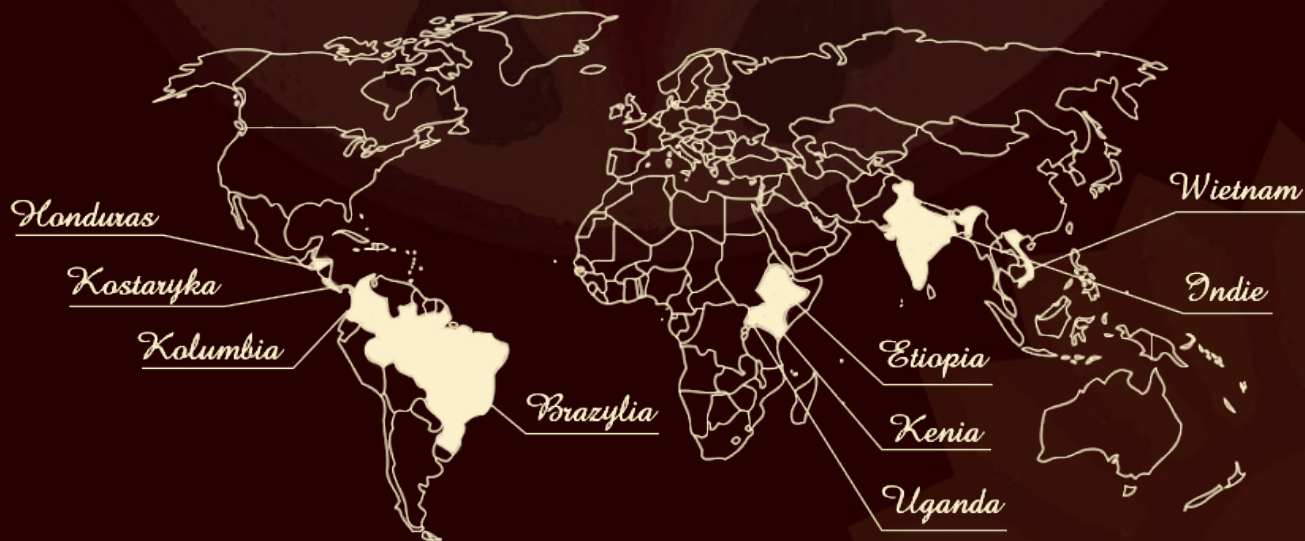 Honduras
Kostaryka
Kolumbia
Brazylia
Wietnam
Indie
Etiopia
Kenia
Uganda